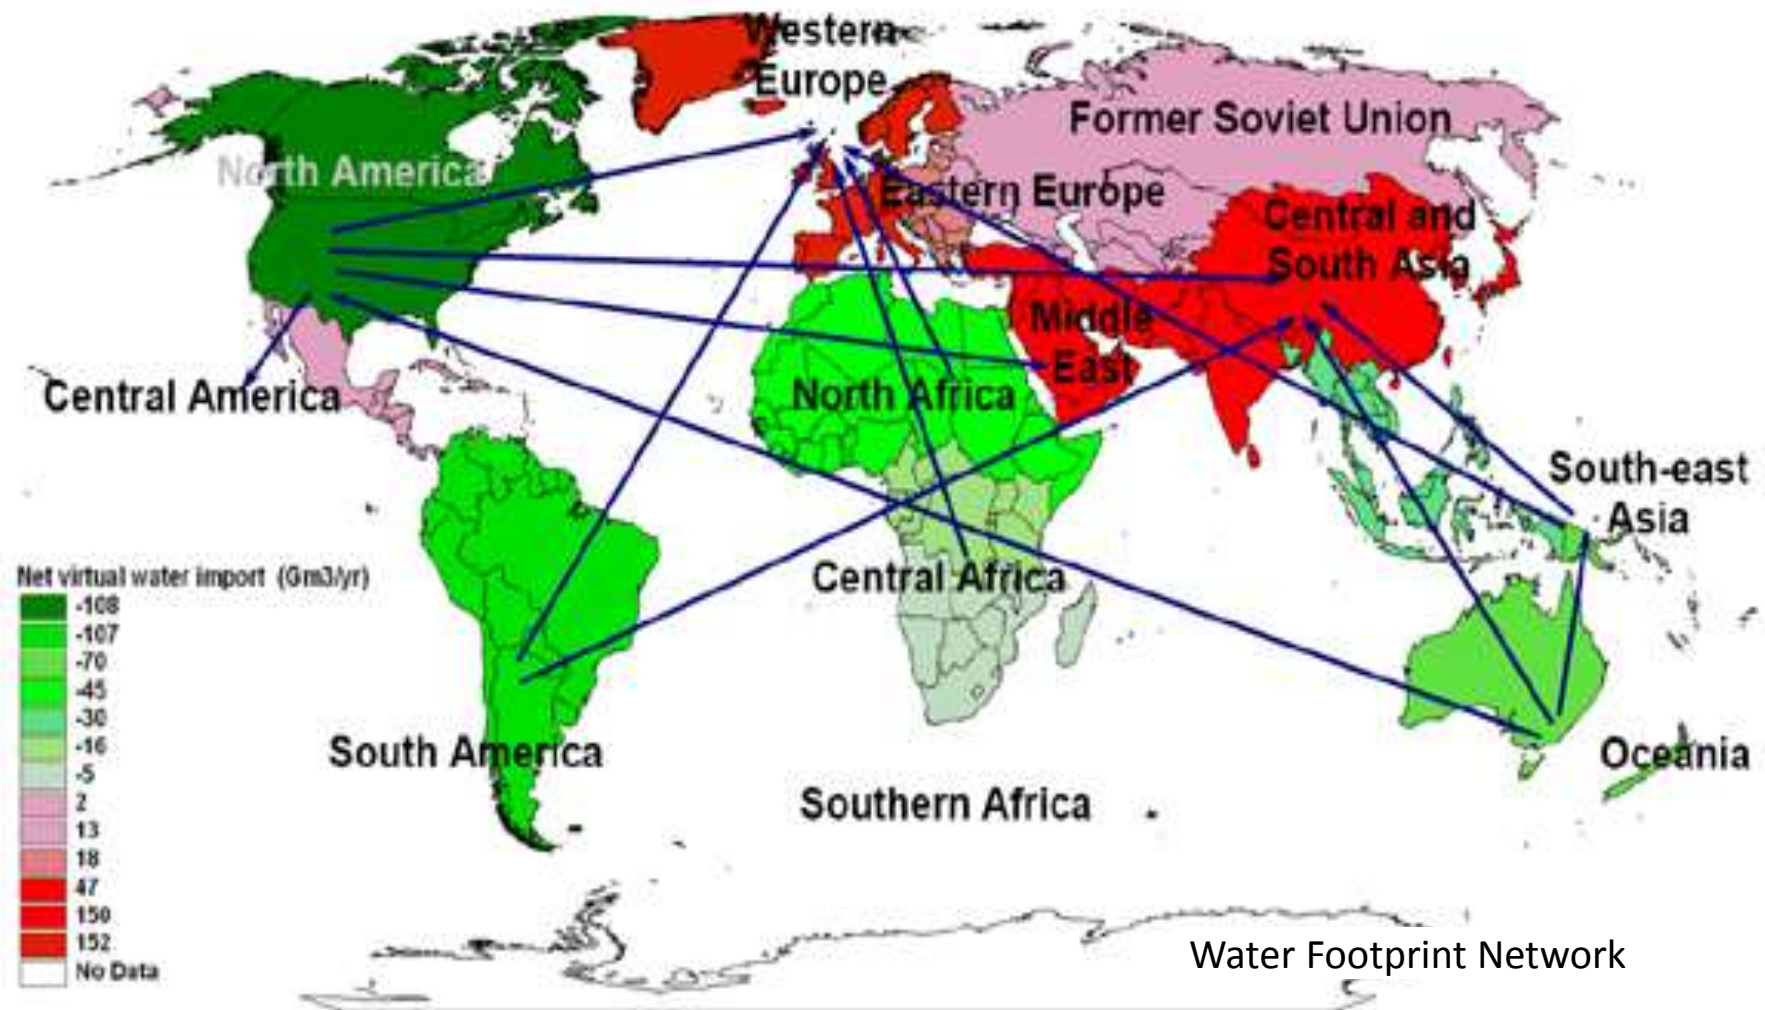 Western
Europe
Former Soviet Union
North America
Eastern Europe
Central and
South Asia
Middle
East
North Africa
Central America
South-east
Asia
Central Africa
Net virtual water import (Gm3/yr)
-108
-107
-70
-45
-30
-16
-5
2
13
18
47
150
152
No Data
South America
Oceania
Southern Africa
Water Footprint Network